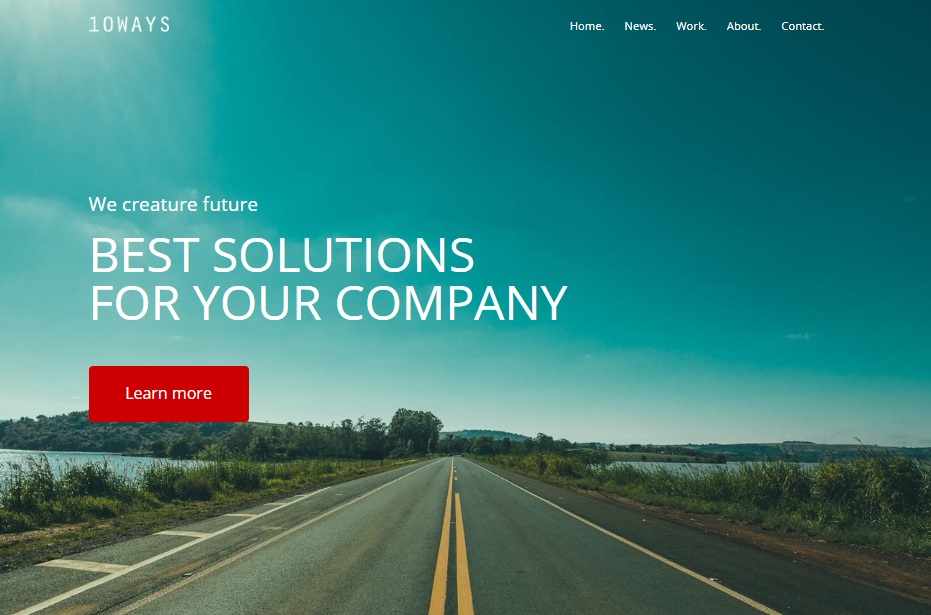 10WAYS
Home. News. Work. About. Contact.
We creature future
BEST SOLUTIONS
FOR YOUR COMPANY
Learn more